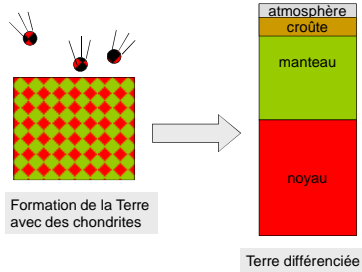 atmosphère
croûte
manteau
noyau
Formation de la Terre
avec des chondrites
Terre différenciée